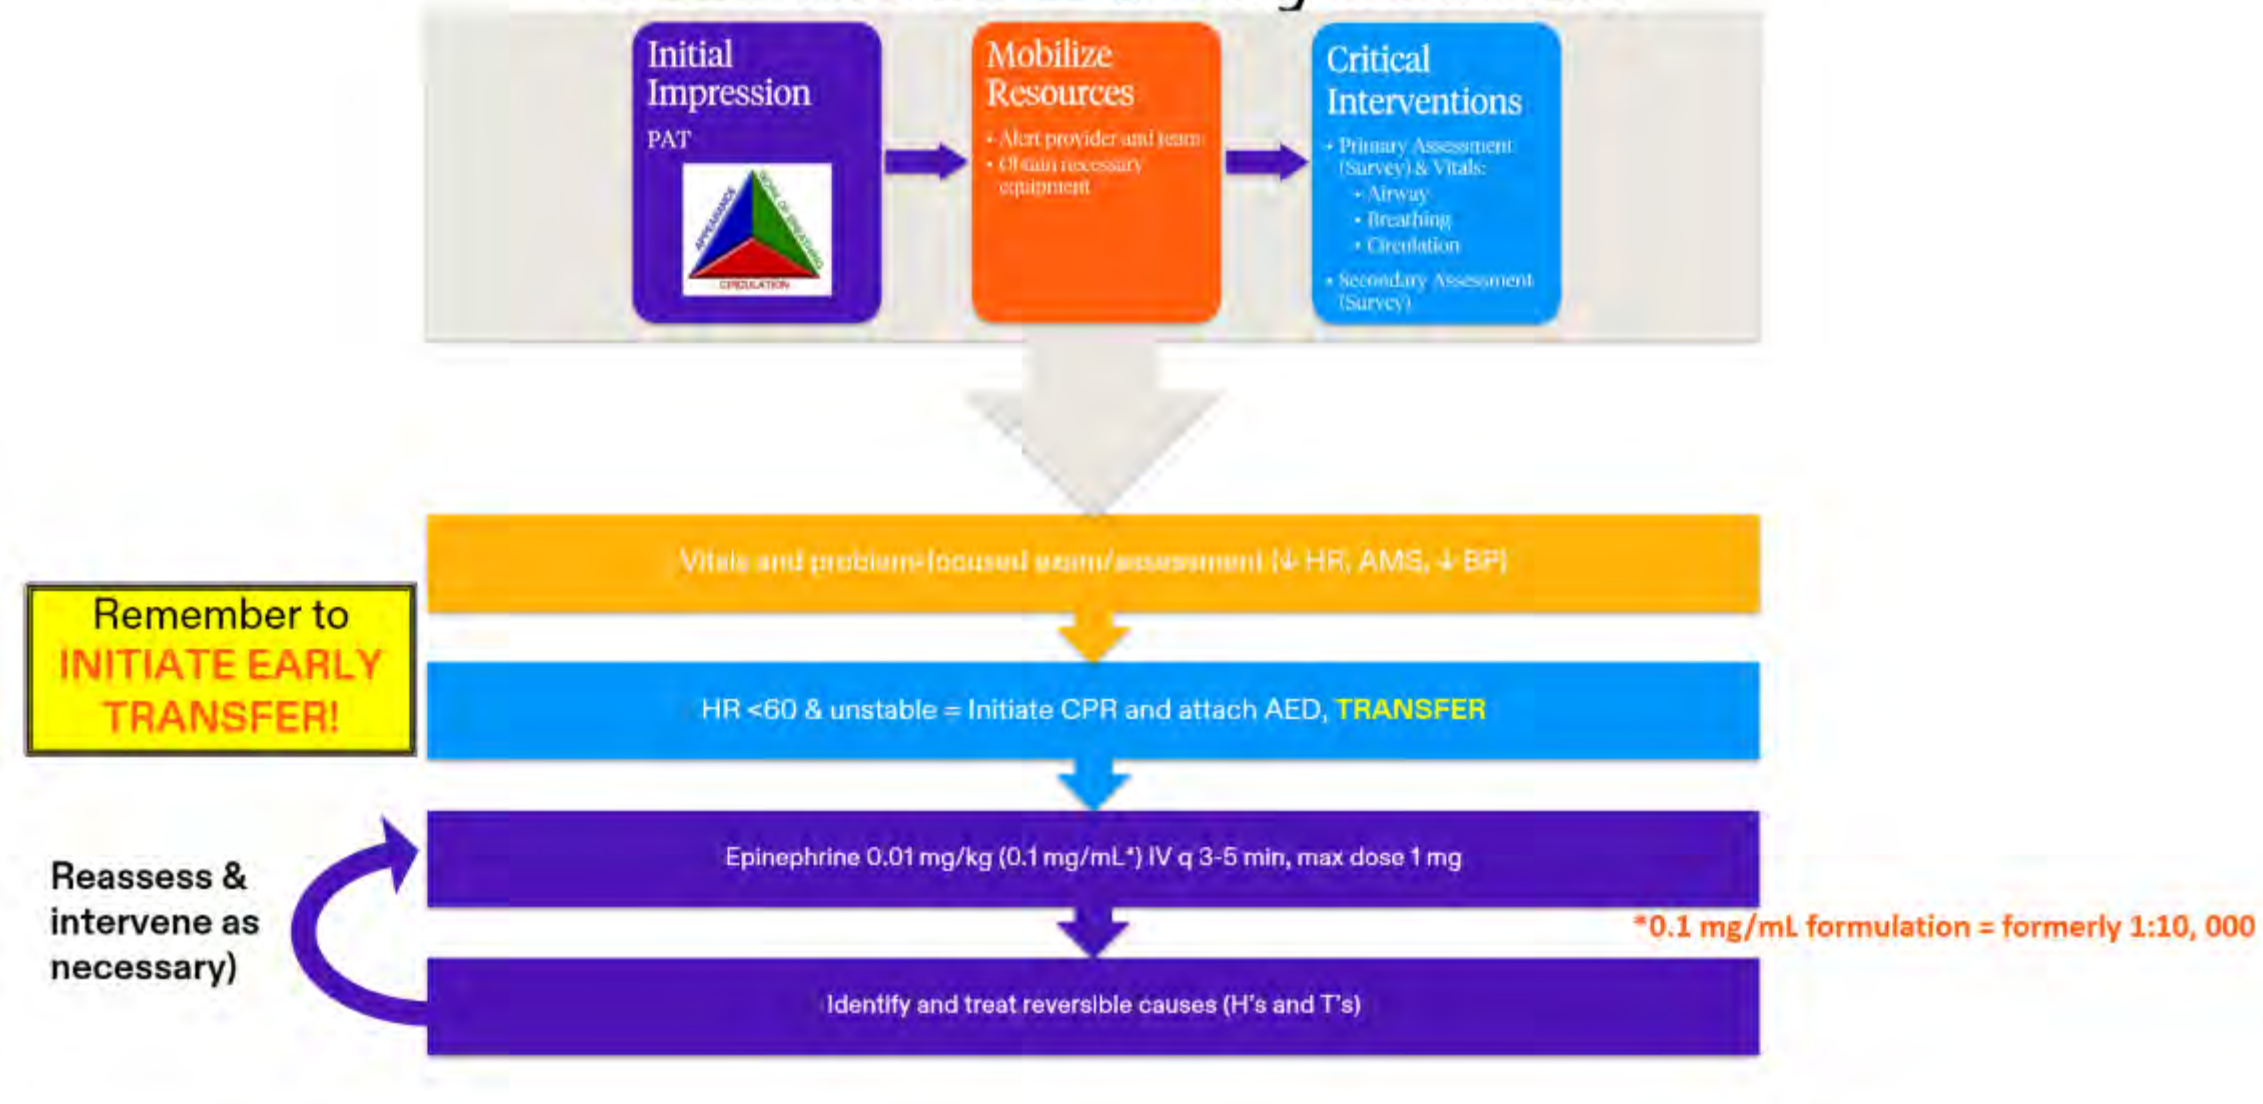 Initial
Impression
PAT
APPEARANCE
WORK OF BREATHING
CIRCULATION
Mobilize
Resources
• Alert provider and team
• Obtain necessary
equipment
Critical
Interventions
• Primary Assessment
(Survey) & Vitals:
• Airway
• Breathing
• Circulation
• Secondary Assessment
(Survey)
Vitals and problem-focused exam/assessment (↓ HR, AMS, ↓ BP)
Remember to
INITIATE EARLY
TRANSFER!
HR <60 & unstable = Initiate CPR and attach AED, TRANSFER
Epinephrine 0.01 mg/kg (0.1 mg/mL*) IV q 3-5 min, max dose 1 mg
Reassess &
intervene as
necessary)
*0.1 mg/mL formulation = formerly 1:10, 000
Identify and treat reversible causes (H's and T's)